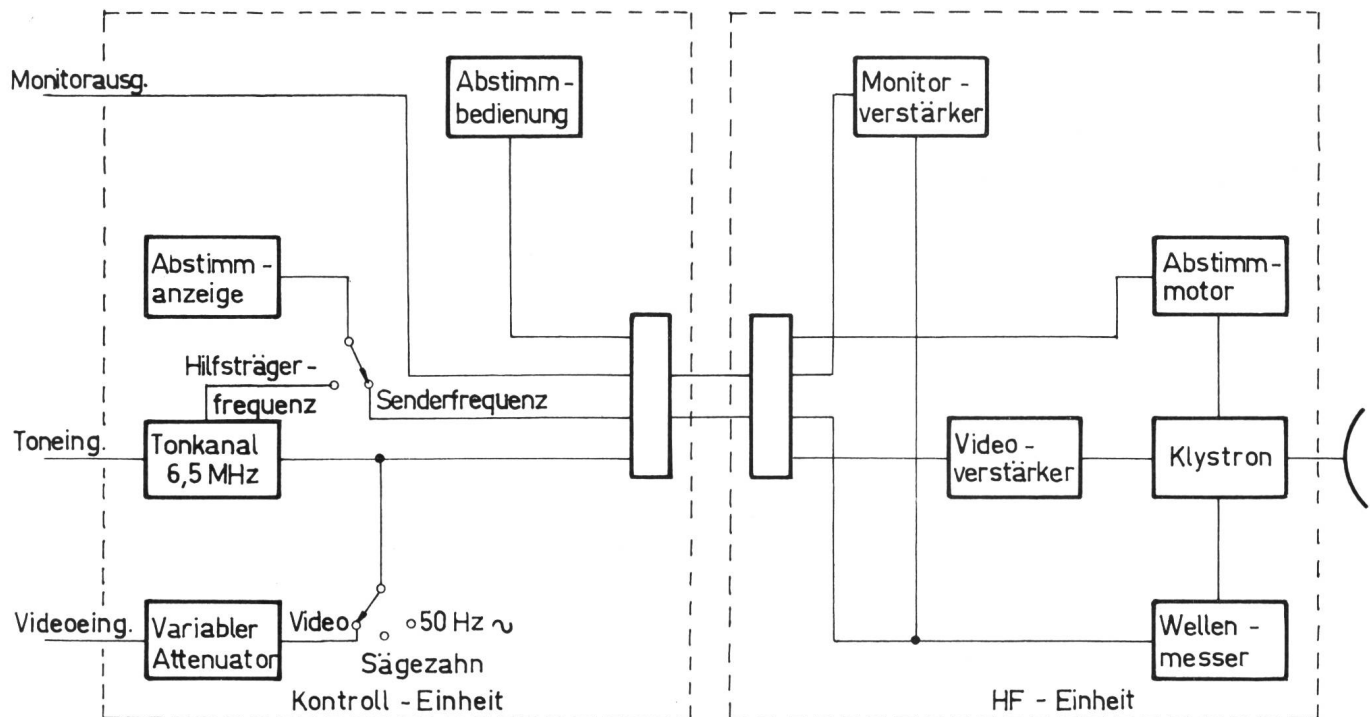 Monitorausg.
Abstimm-
bedienung
Monitor-
verstärker
Abstimm-
anzeige
Abstimm-
motor
Hilfsträger-
frequenz
Senderfrequenz
Toneing.
Tonkanal
6,5 MHz
Video-
verstärker
Klystron
Videoeing.
Variabler
Attenuator
Video
50 Hz ~
Sägezahn
Wellen-
messer
Kontroll-Einheit
HF-Einheit